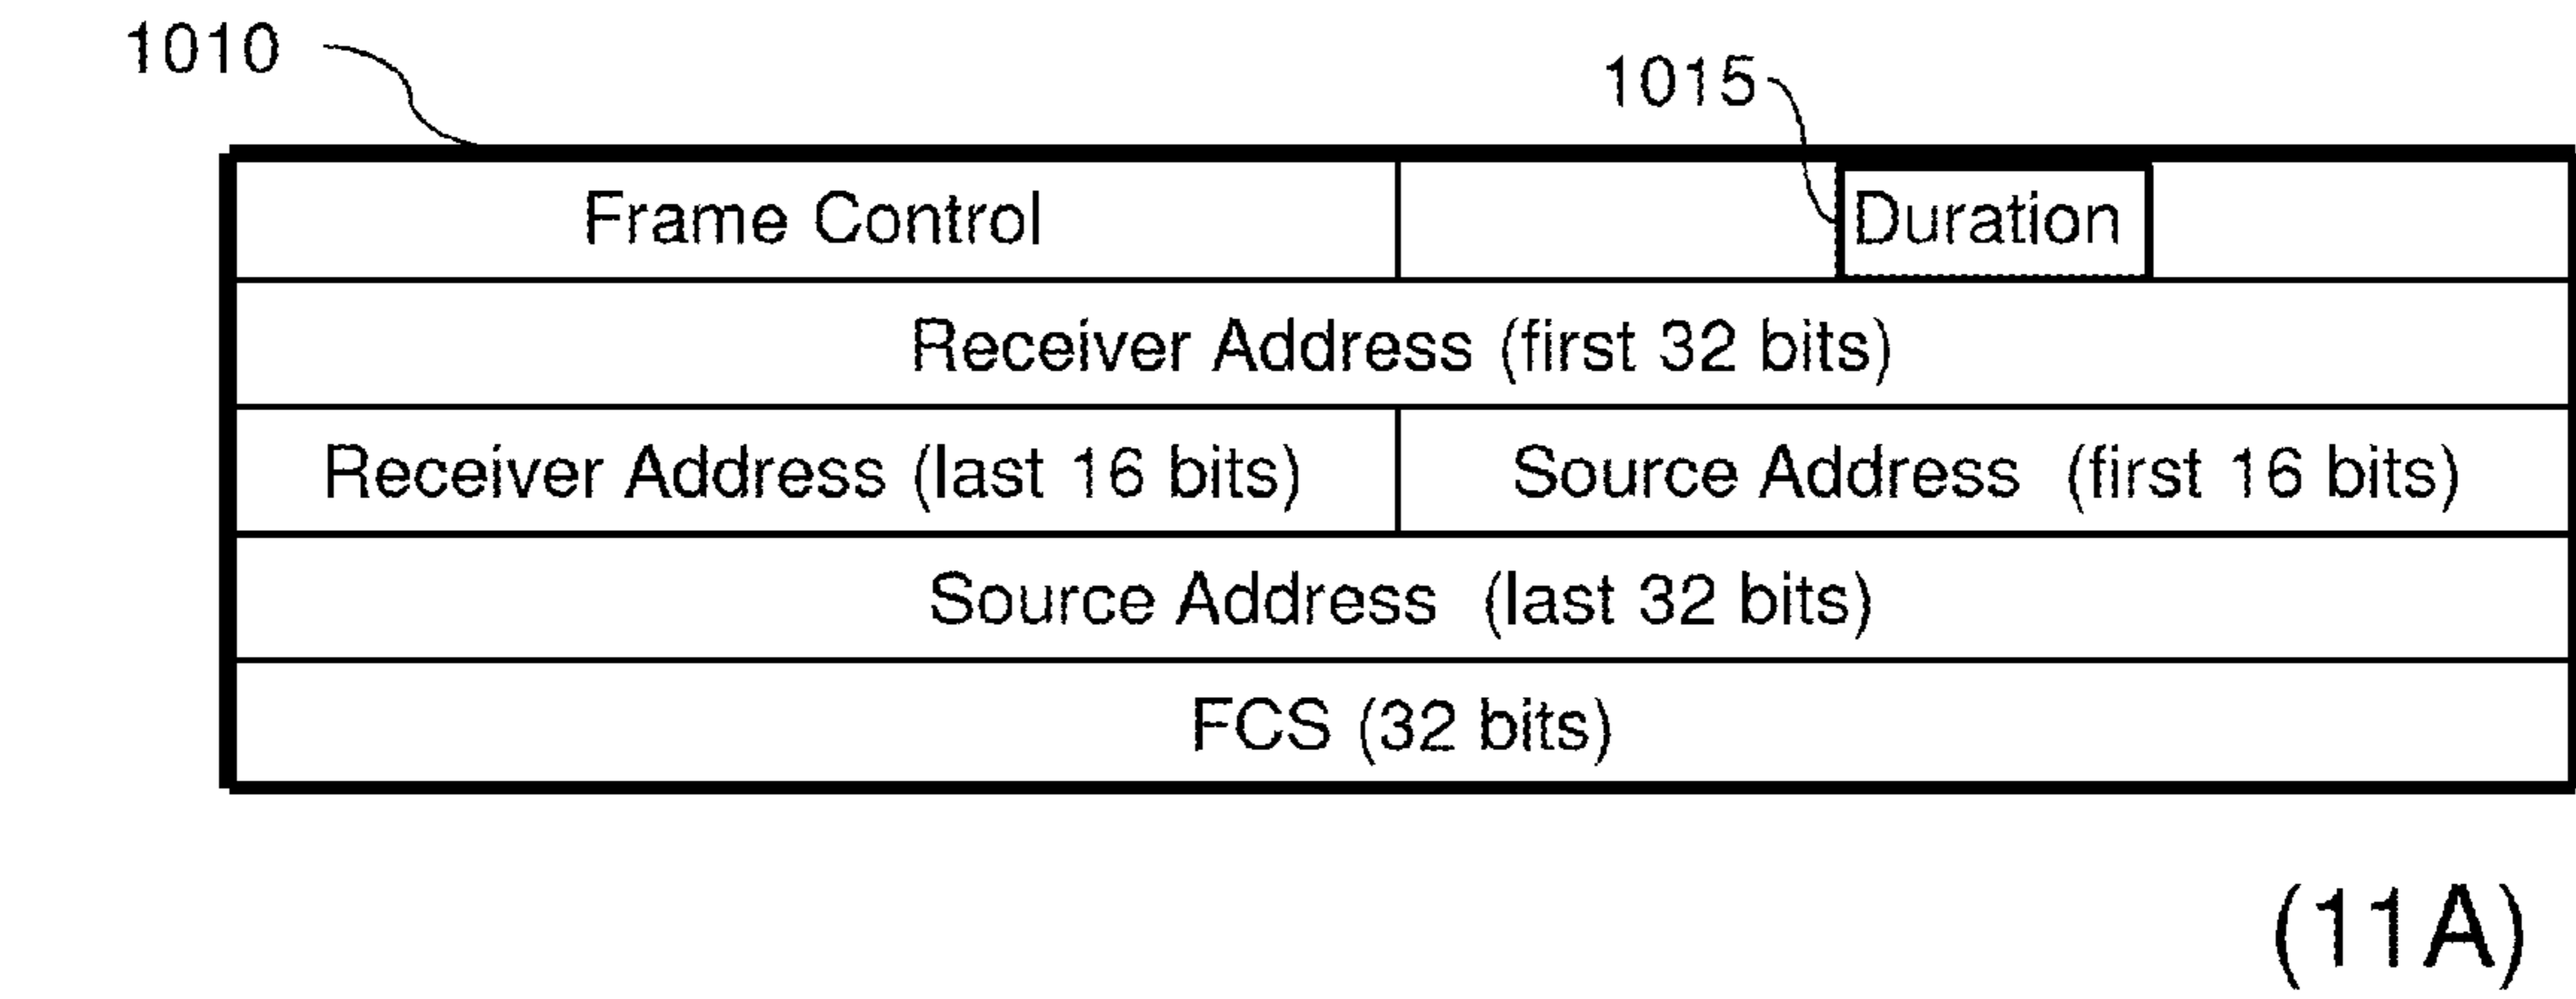 1010
1015
Frame Control Duration
Receiver Address (first 32 bits)
Receiver Address (last 16 bits) Source Address (first 16 bits)
Source Address (last 32 bits)
FCS (32 bits)
(11A)